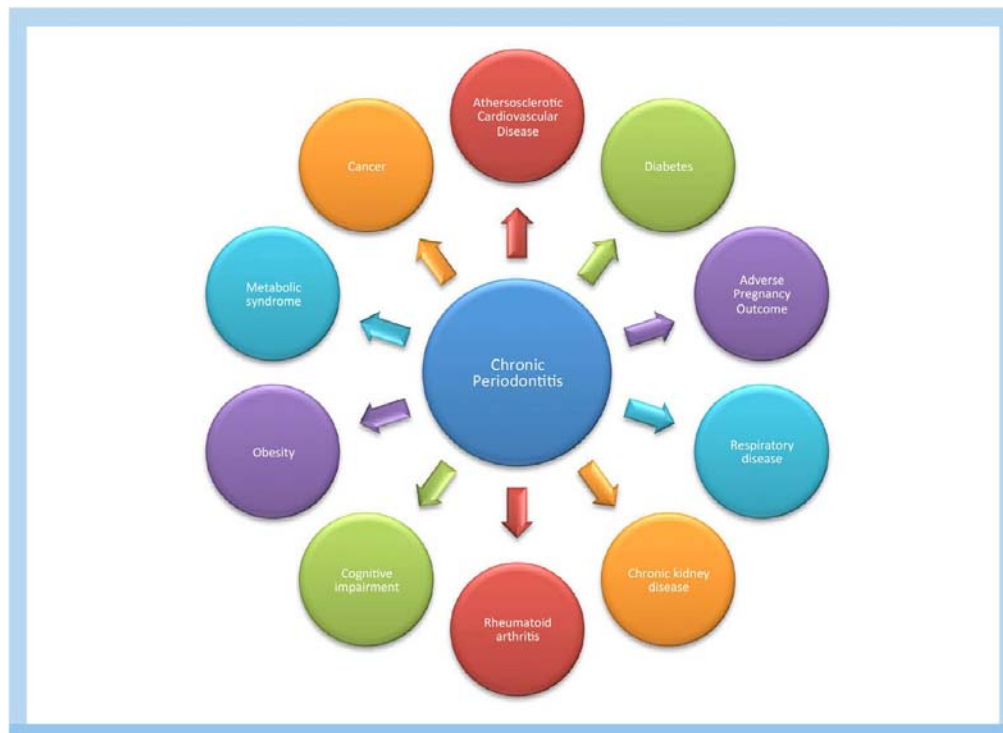 Athersosclerotic
Cardiovascular
Disease
Diabetes
Adverse
Pregnancy
Outcome
Respiratory
disease
Chronic kidney
disease
Rheumatoid
arthritis
Cognitive
impairment
Obesity
Metabolic
syndrome
Cancer
Chronic
Periodontitis